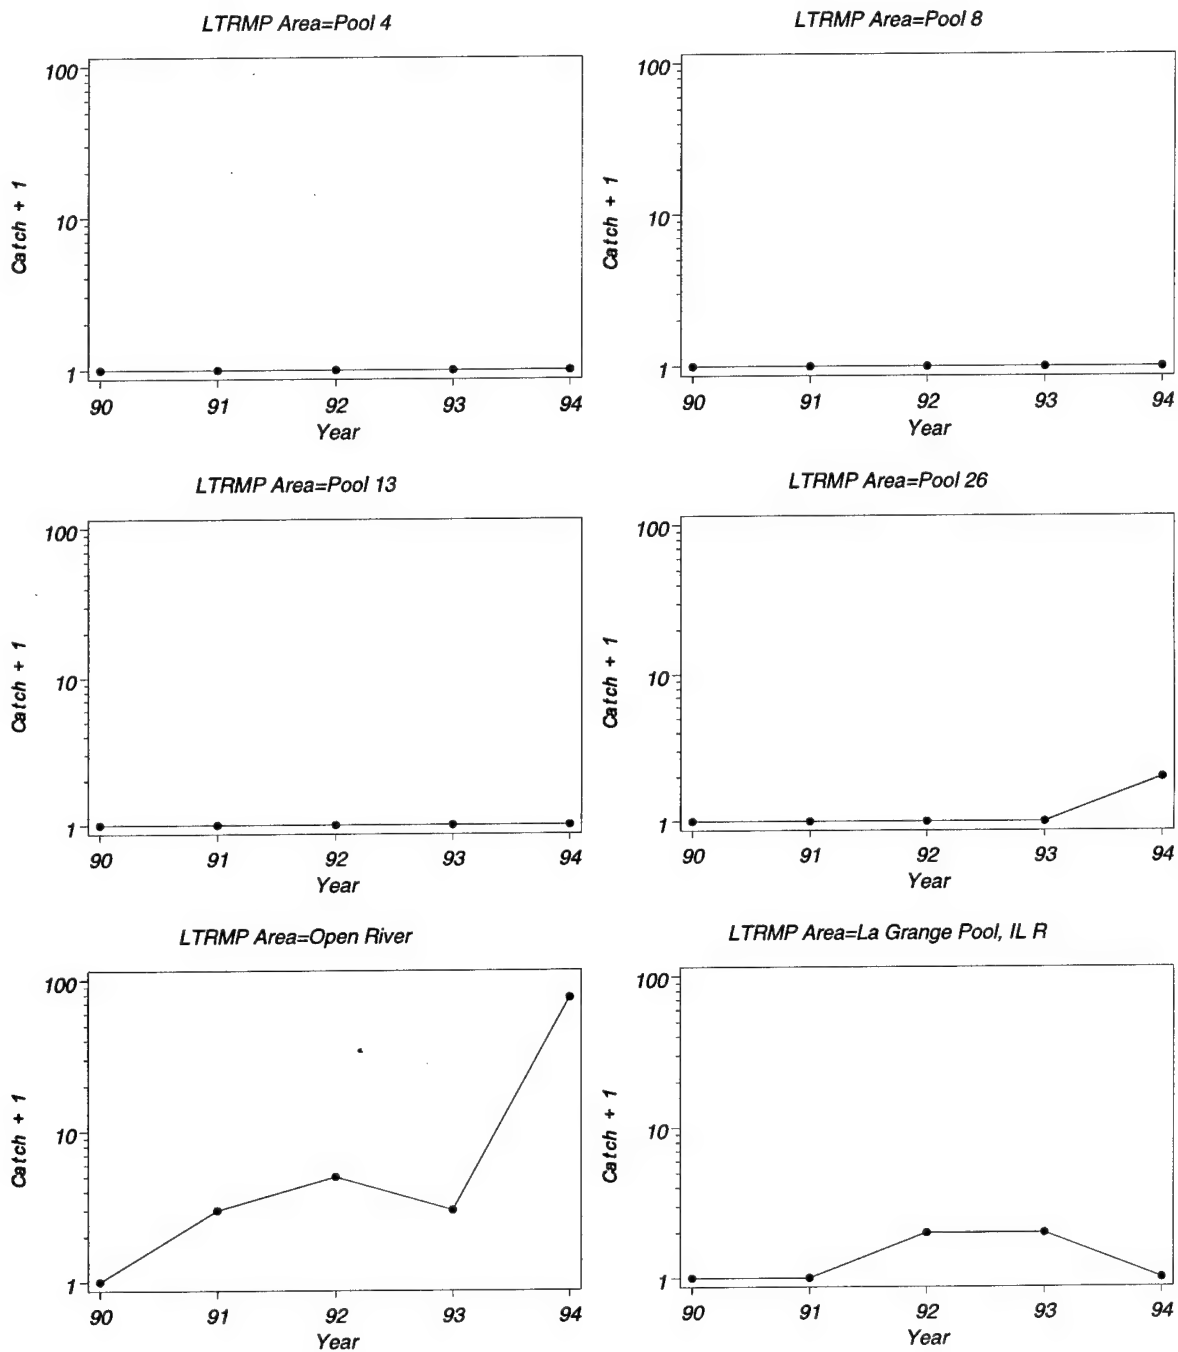 LTRMP Area=Pool 4
100
10
1
Catch + 1
90 91 92 93 94
Year
LTRMP Area=Pool 8
100
10
1
Catch + 1
90 91 92 93 94
Year
LTRMP Area=Pool 13
100
10
1
Catch + 1
90 91 92 93 94
Year
LTRMP Area=Pool 26
100
10
1
Catch + 1
90 91 92 93 94
Year
LTRMP Area=Open River
100
10
1
Catch + 1
90 91 92 93 94
Year
LTRMP Area=La Grange Pool, IL R
100
10
1
Catch + 1
90 91 92 93 94
Year